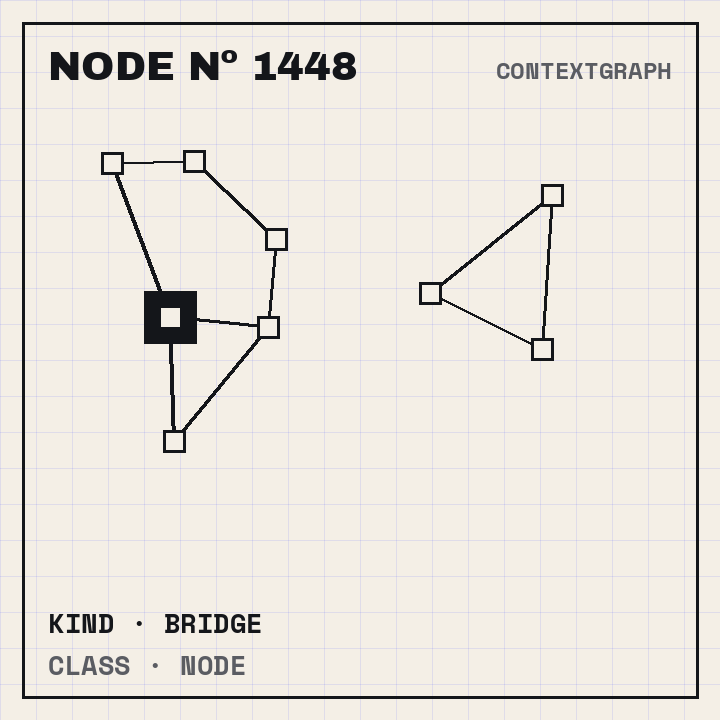 NODE Nº 1448
CONTEXTGRAPH
KIND · BRIDGE
CLASS · NODE